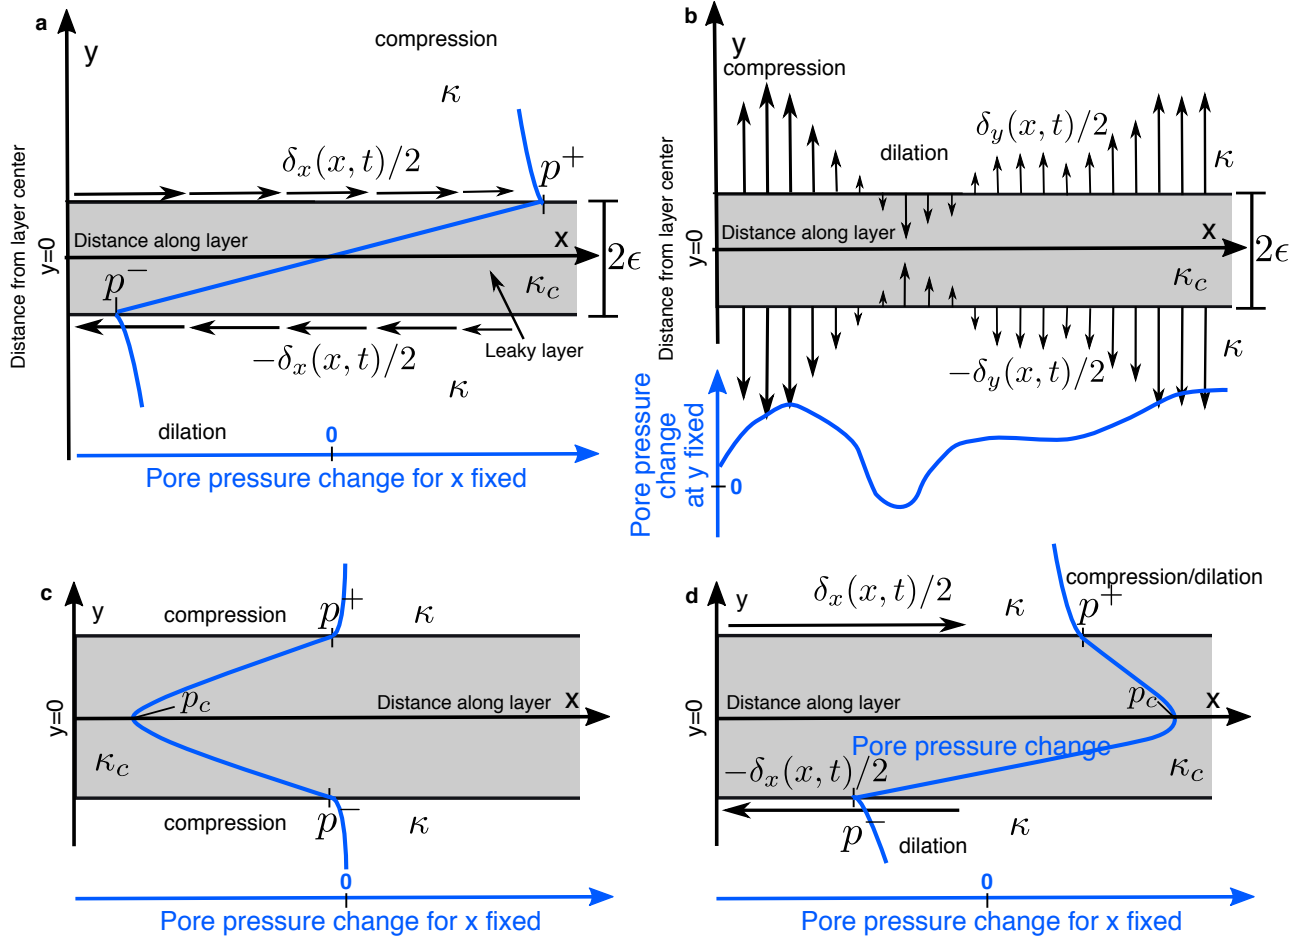 a
y
compression
κ
δ_x(x, t)/2
p^+
Distance from layer center
y=0
Distance along layer
x
2ϵ
p^-
κ_c
-δ_x(x, t)/2
Leaky layer
κ
dilation
0
Pore pressure change for x fixed
b
y
compression
δ_y(x, t)/2
dilation
κ
Distance from layer center
y=0
Distance along layer
x
2ϵ
κ_c
-δ_y(x, t)/2
κ
Pore pressure
change
at y fixed
0
c
y
compression
p^+
κ
y=0
p_c
Distance along layer
x
κ_c
compression
p^-
κ
0
Pore pressure change for x fixed
d
y
δ_x(x, t)/2
κ
compression/dilation
p^+
y=0
Distance along layer
p_c
x
Pore pressure change
-δ_x(x, t)/2
κ_c
p^-
κ
dilation
0
Pore pressure change for x fixed